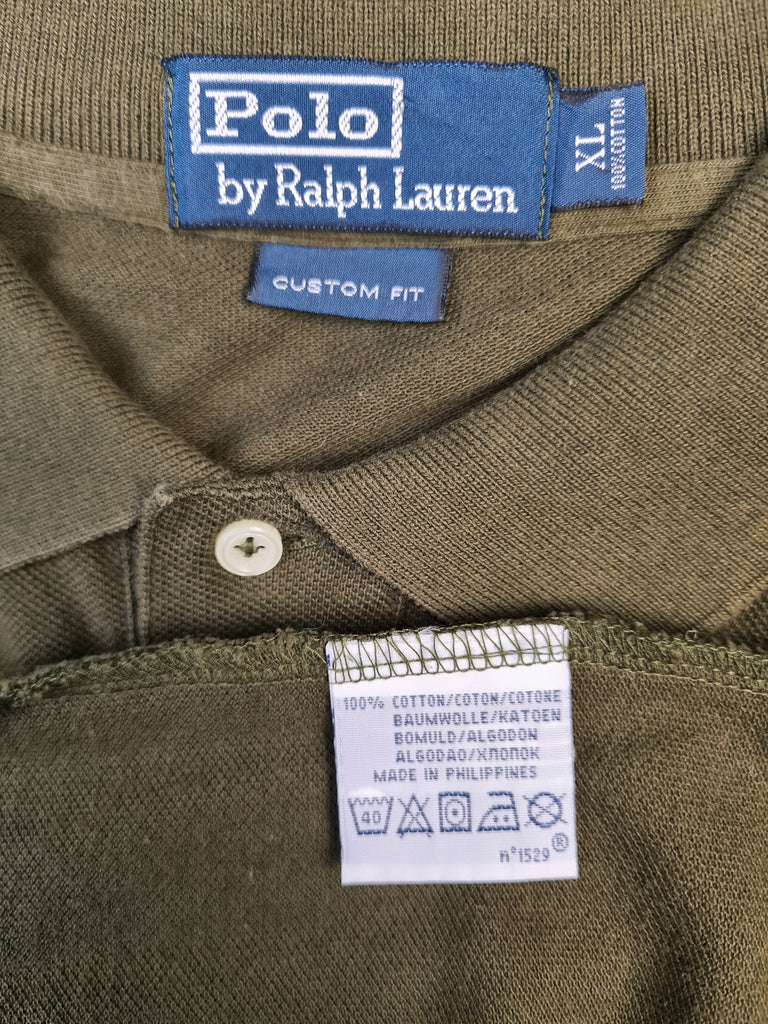 Polo
by Ralph Lauren
XL
100% COTTON
CUSTOM FIT
100% COTTON/COTON/COTONE
BAUMWOLLE/KATOEN
BOMULD/ALGODON
ALGODAO/ХЛОПОК
MADE IN PHILIPPINES
40
n°1529®